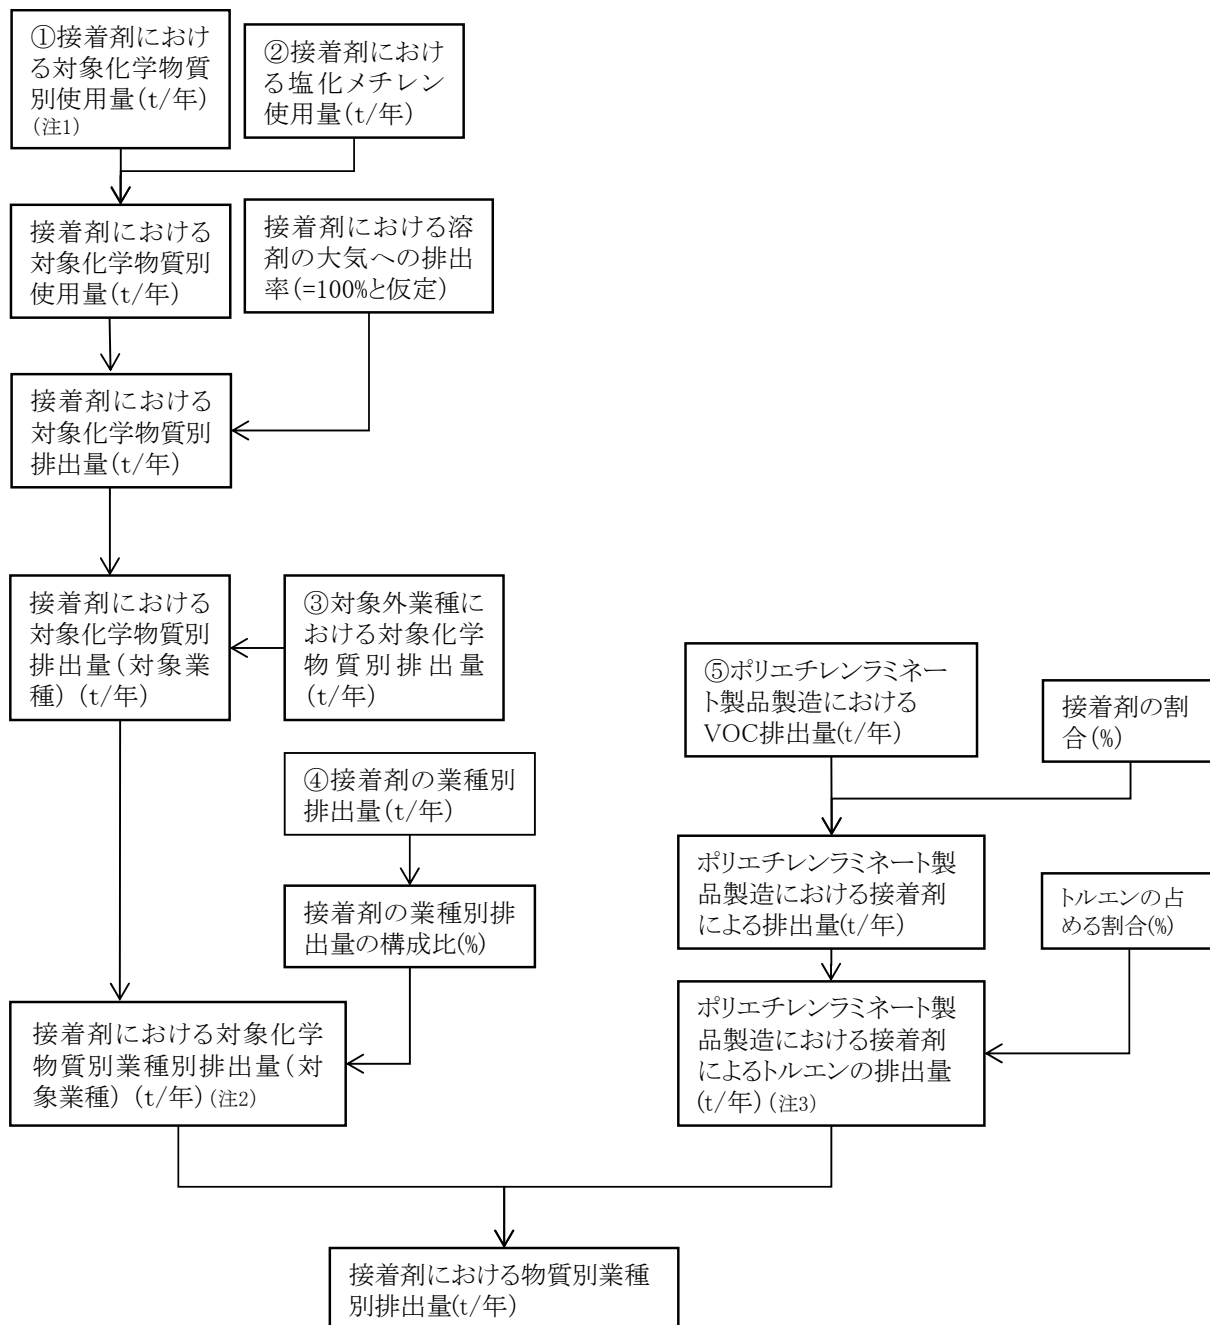 ①接着剤におけ
る対象化学物質
別使用量(t/年)
(注1)
②接着剤におけ
る塩化メチレン
使用量(t/年)
接着剤における
対象化学物質別
使用量(t/年)
接着剤における溶
剤の大気への排出
率(=100%と仮定)
接着剤における
対象化学物質別
排出量(t/年)
接着剤における
対象化学物質別
排出量(対象業
種) (t/年)
③対象外業種に
おける対象化学
物質別排出量
(t/年)
⑤ポリエチレンラミネー
ト製品製造における
VOC排出量(t/年)
接着剤の割
合(%)
④接着剤の業種別
排出量(t/年)
接着剤の業種別排
出量の構成比(%)
ポリエチレンラミネート製
品製造における接着剤
による排出量(t/年)
トルエンの占
める割合(%)
接着剤における対象化学
物質別業種別排出量(対
象業種) (t/年)(注2)
ポリエチレンラミネート製
品製造における接着剤
によるトルエンの排出量
(t/年)(注3)
接着剤における物質別業種
別排出量(t/年)